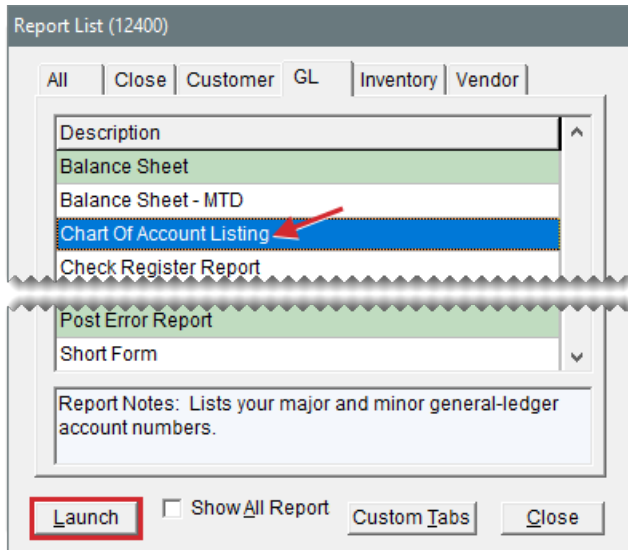 Report List (12400)
All Close Customer GL Inventory Vendor
Description
Balance Sheet
Balance Sheet - MTD
Chart Of Account Listing
Check Register Report
Post Error Report
Short Form
Report Notes:  Lists your major and minor general-ledger
account numbers.
Launch Show All Report Custom Tabs Close